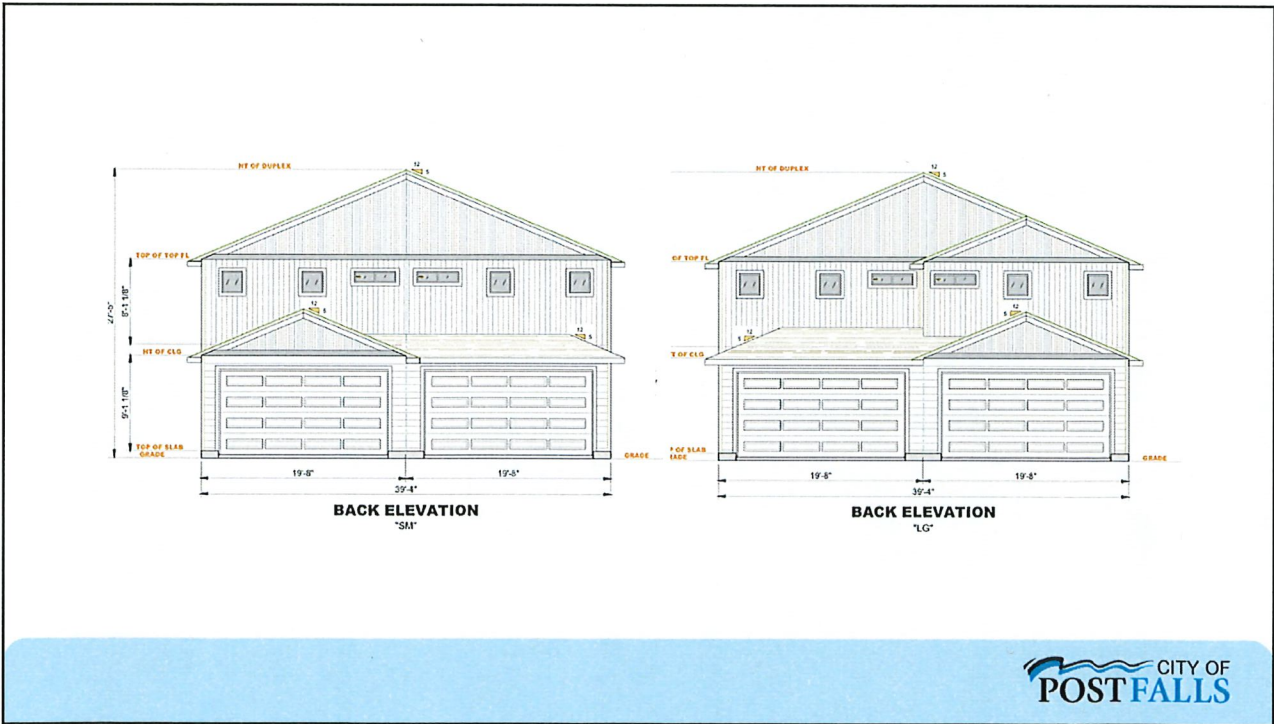 HT OF DUPLEX
12
5
TOP OF TOP FL
8'-1 1/8"
12
5
12
5
HT OF CLG
9'-1 1/8"
TOP OF SLAB
GRADE
GRADE
19'-8"
19'-8"
39'-4"
BACK ELEVATION
"SM"
HT OF DUPLEX
12
5
OF TOP FL
12
5
12
5
T OF CLG
P OF SLAB
GRADE
19'-8"
19'-8"
39'-4"
BACK ELEVATION
"LG"
CITY OF
POST FALLS